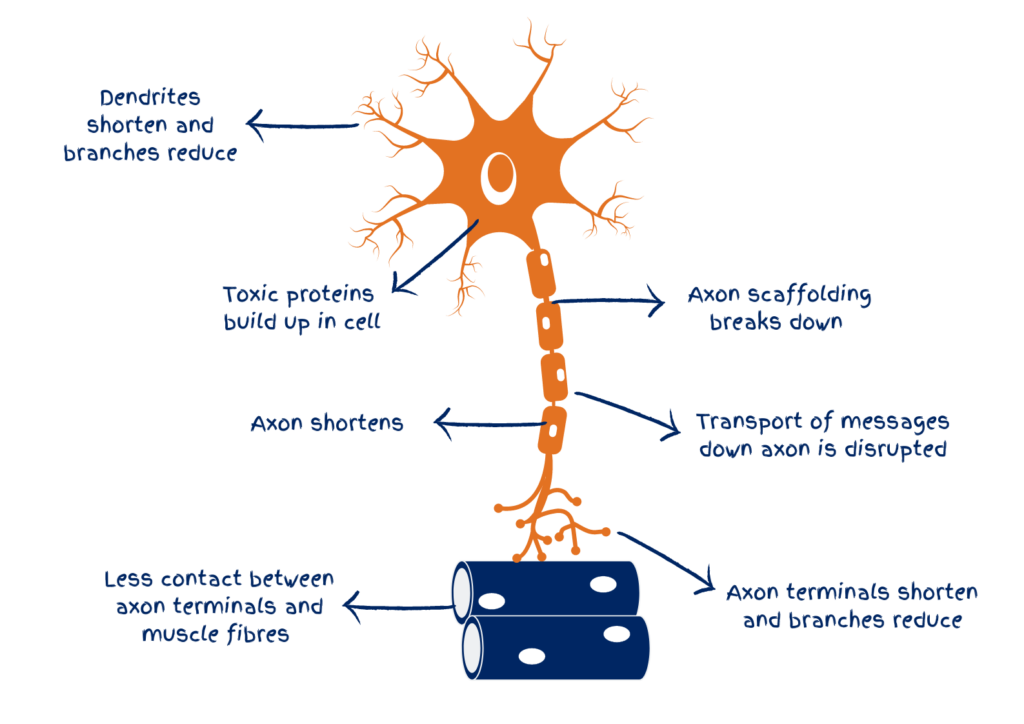 Dendrites
shorten and
branches reduce
Toxic proteins
build up in cell
Axon scaffolding
breaks down
Axon shortens
Transport of messages
down axon is disrupted
Less contact between
axon terminals and
muscle fibres
Axon terminals shorten
and branches reduce